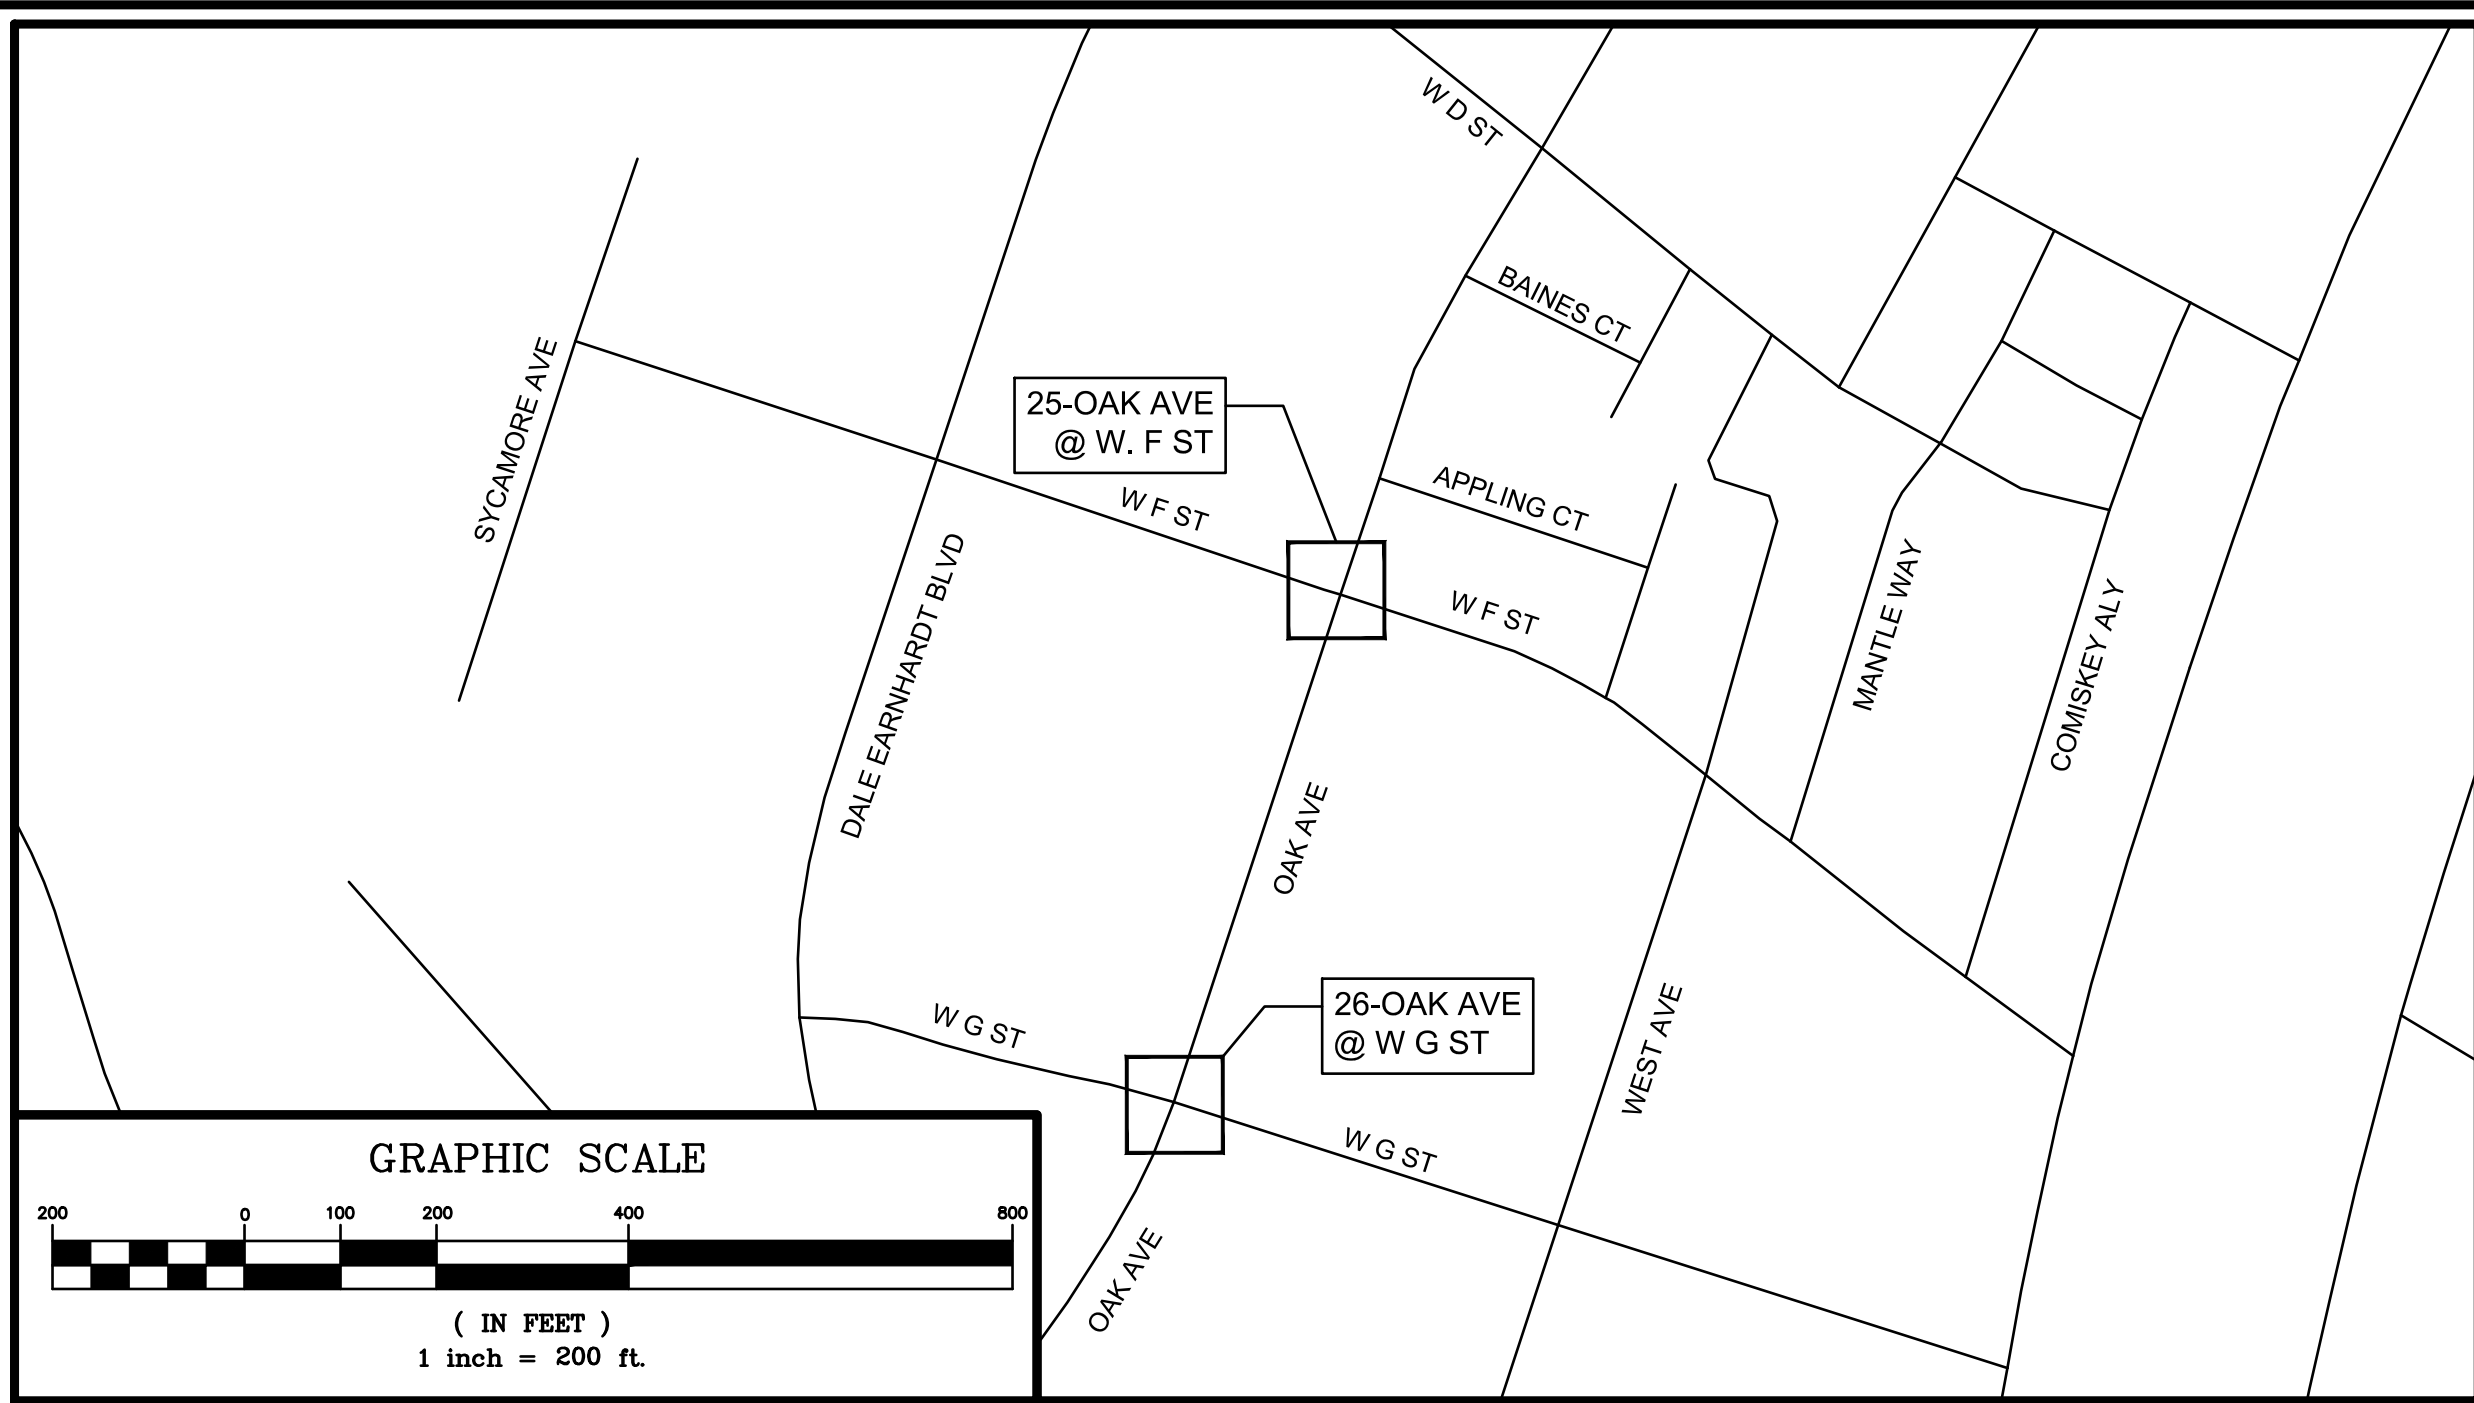 W D ST
BAINES CT
SYCAMORE AVE
25-OAK AVE
@ W. F ST
W F ST
APPLING CT
DALE EARNHARDT BLVD
W F ST
MANTLE WAY
COMISKEY ALY
OAK AVE
W G ST
26-OAK AVE
@ W G ST
WEST AVE
W G ST
OAK AVE
GRAPHIC SCALE
200 0 100 200 400 800
( IN FEET )
1 inch = 200 ft.